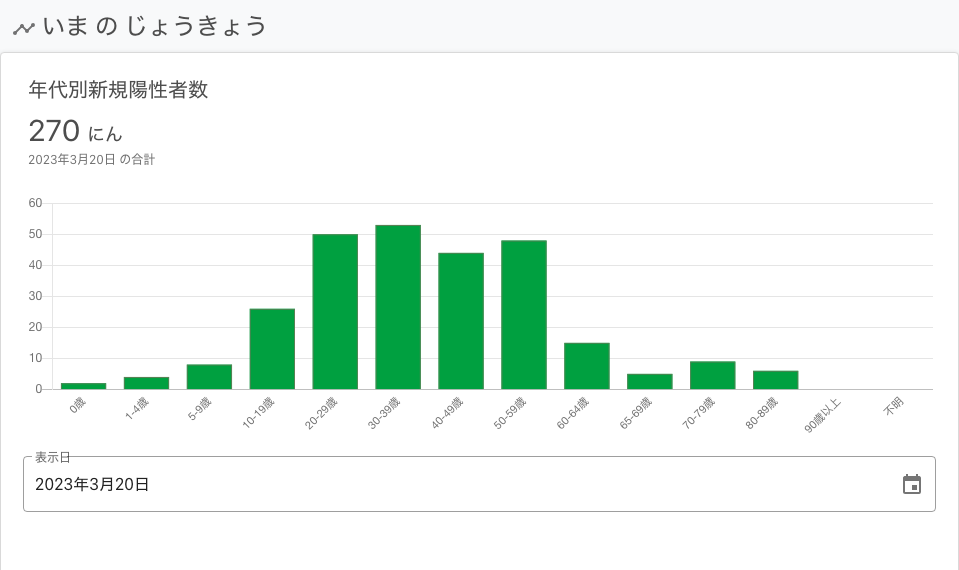 いま の じょうきょう
年代別新規陽性者数
270 にん
2023年3月20日 の合計
60
50
40
30
20
10
0
0歳
1-4歳
5-9歳
10-19歳
20-29歳
30-39歳
40-49歳
50-59歳
60-64歳
65-69歳
70-79歳
80-89歳
90歳以上
不明
表示日
2023年3月20日